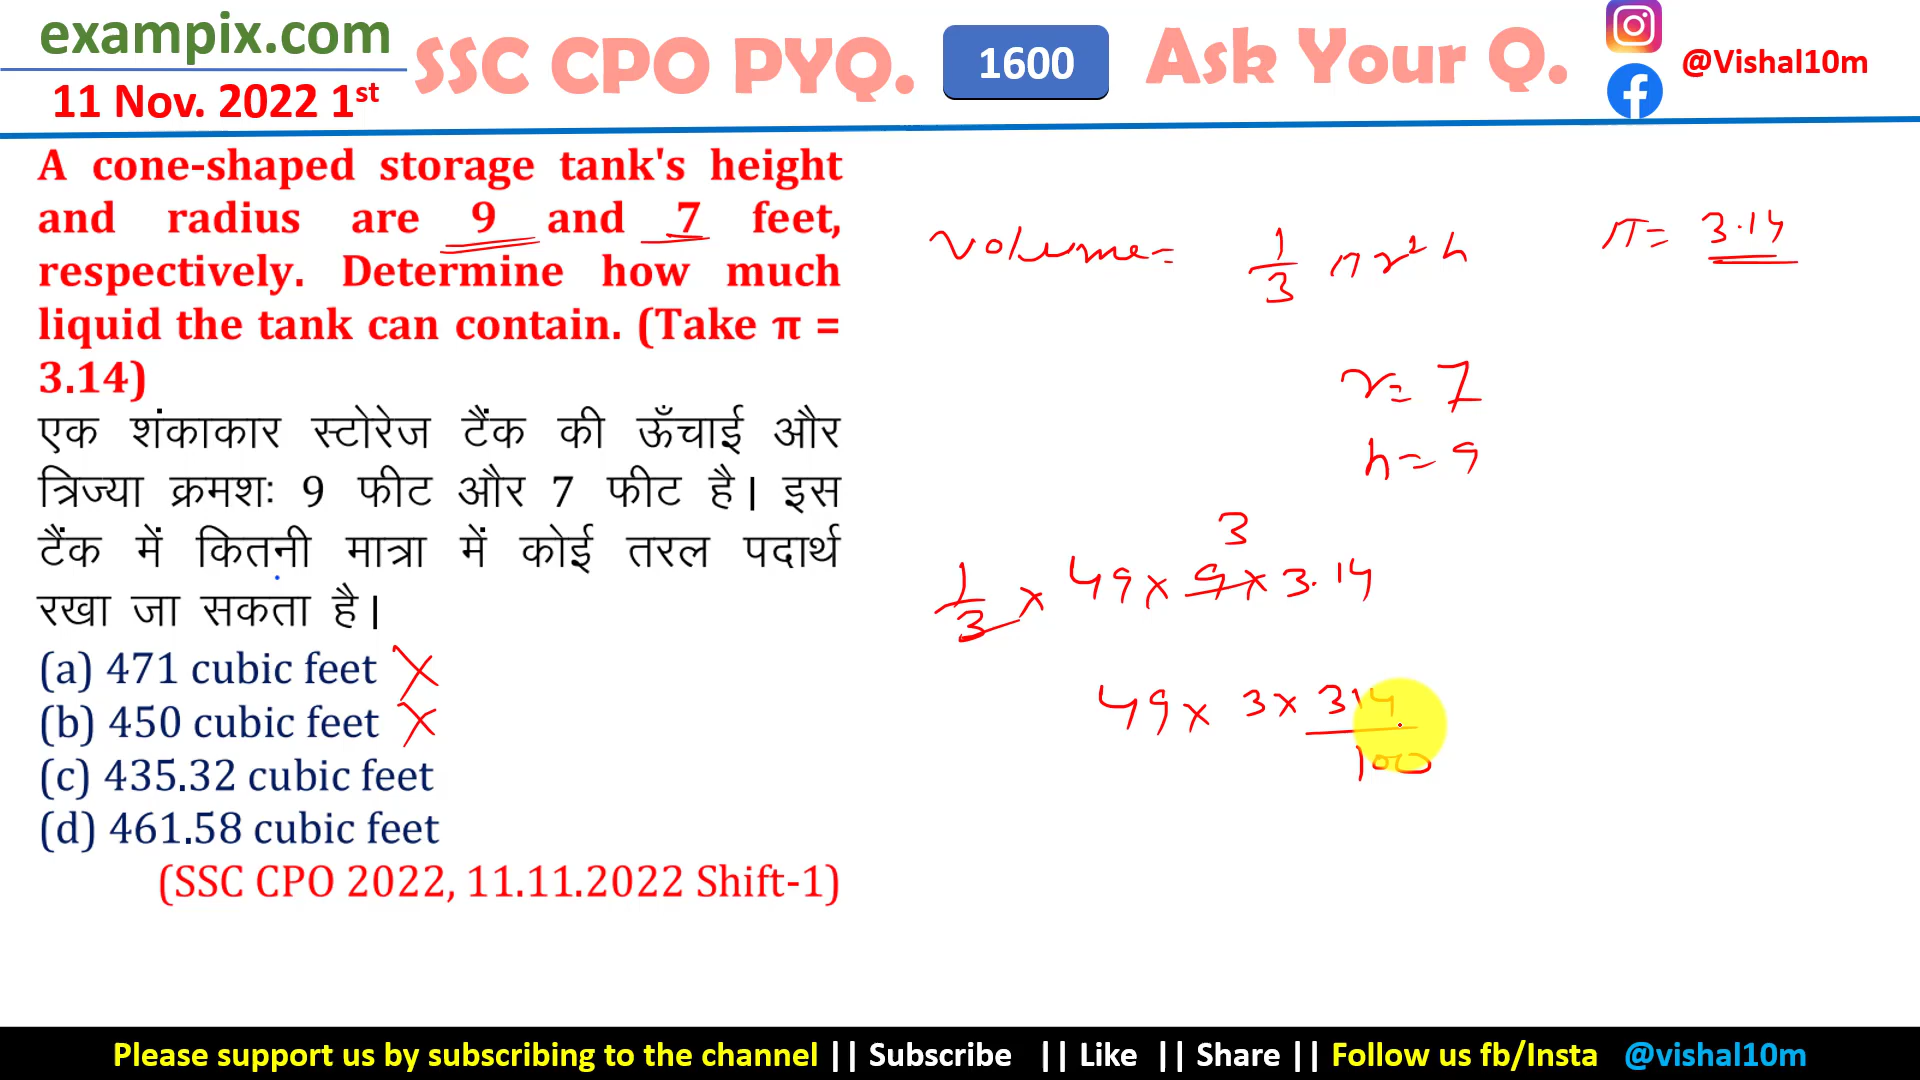 exampix.com
11 Nov. 2022 1st
SSC CPO PYQ.
1600
Ask Your Q.
@Vishal10m
A cone-shaped storage tank's height
and radius are 9 and 7 feet,
respectively. Determine how much
liquid the tank can contain. (Take π =
3.14)
एक शंकाकार स्टोरेज टैंक की ऊँचाई और
त्रिज्या क्रमशः 9 फीट और 7 फीट है। इस
टैंक में कितनी मात्रा में कोई तरल पदार्थ
रखा जा सकता है।
(a) 471 cubic feet X
(b) 450 cubic feet X
(c) 435.32 cubic feet
(d) 461.58 cubic feet
(SSC CPO 2022, 11.11.2022 Shift-1)
Volume = 1/3 π r² h
π = 3.14
r = 7
h = 9
3
1/3 × 49 × 9 × 3.14
49 × 3 × 314/100
Please support us by subscribing to the channel || Subscribe || Like || Share || Follow us fb/Insta @vishal10m